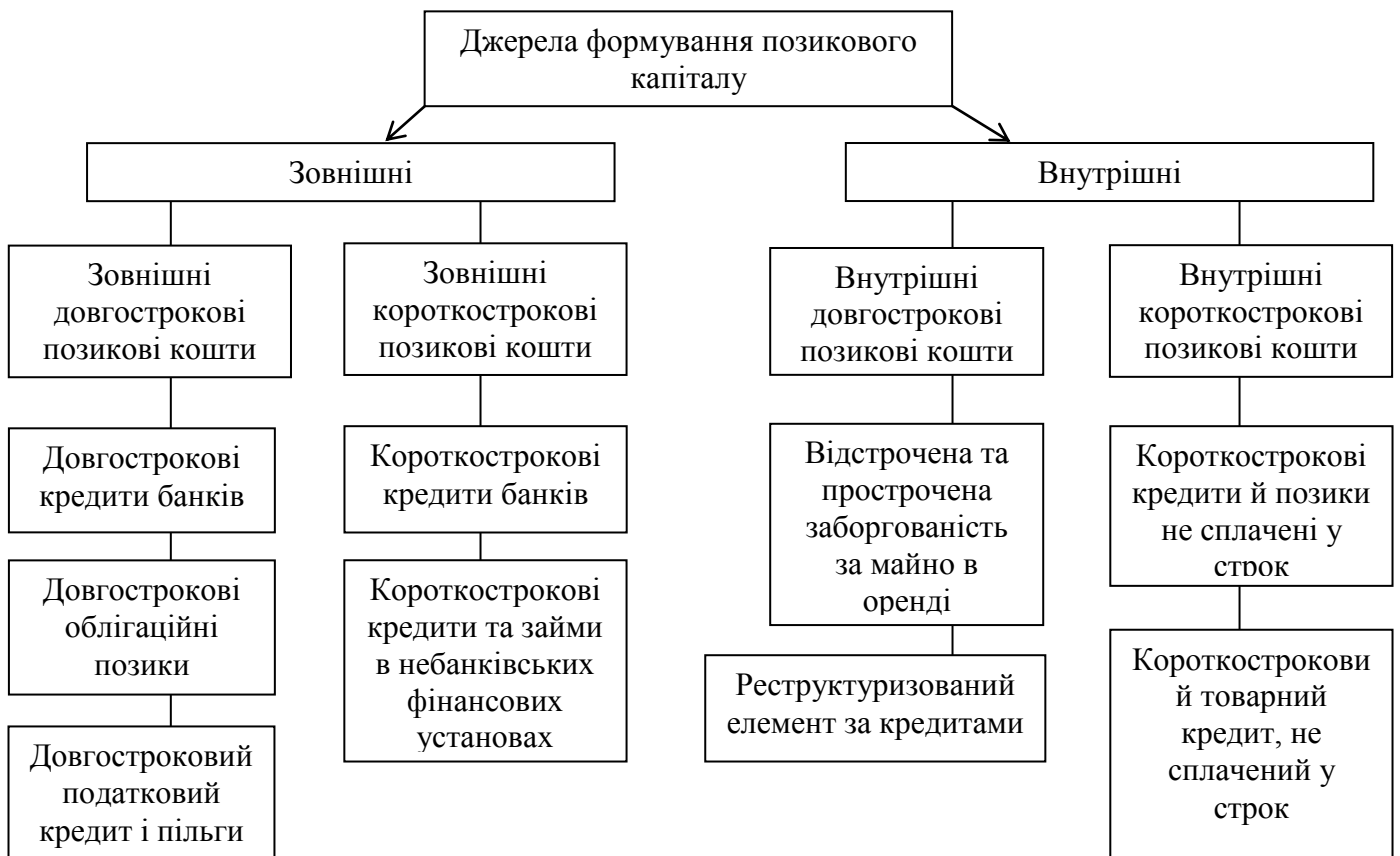 Джерела формування позикового
капіталу
Зовнішні
Внутрішні
Зовнішні
довгострокові
позикові кошти
Зовнішні
короткострокові
позикові кошти
Внутрішні
довгострокові
позикові кошти
Внутрішні
короткострокові
позикові кошти
Довгострокові
кредити банків
Короткострокові
кредити банків
Відстрочена та
прострочена
заборгованість
за майно в
оренді
Короткострокові
кредити й позики
не сплачені у
строк
Довгострокові
облігаційні
позики
Короткострокові
кредити та займи
в небанківських
фінансових
установах
Реструктуризований
елемент за кредитами
Короткострокови
й товарний
кредит, не
сплачений у
строк
Довгостроковий
податковий
кредит і пільги